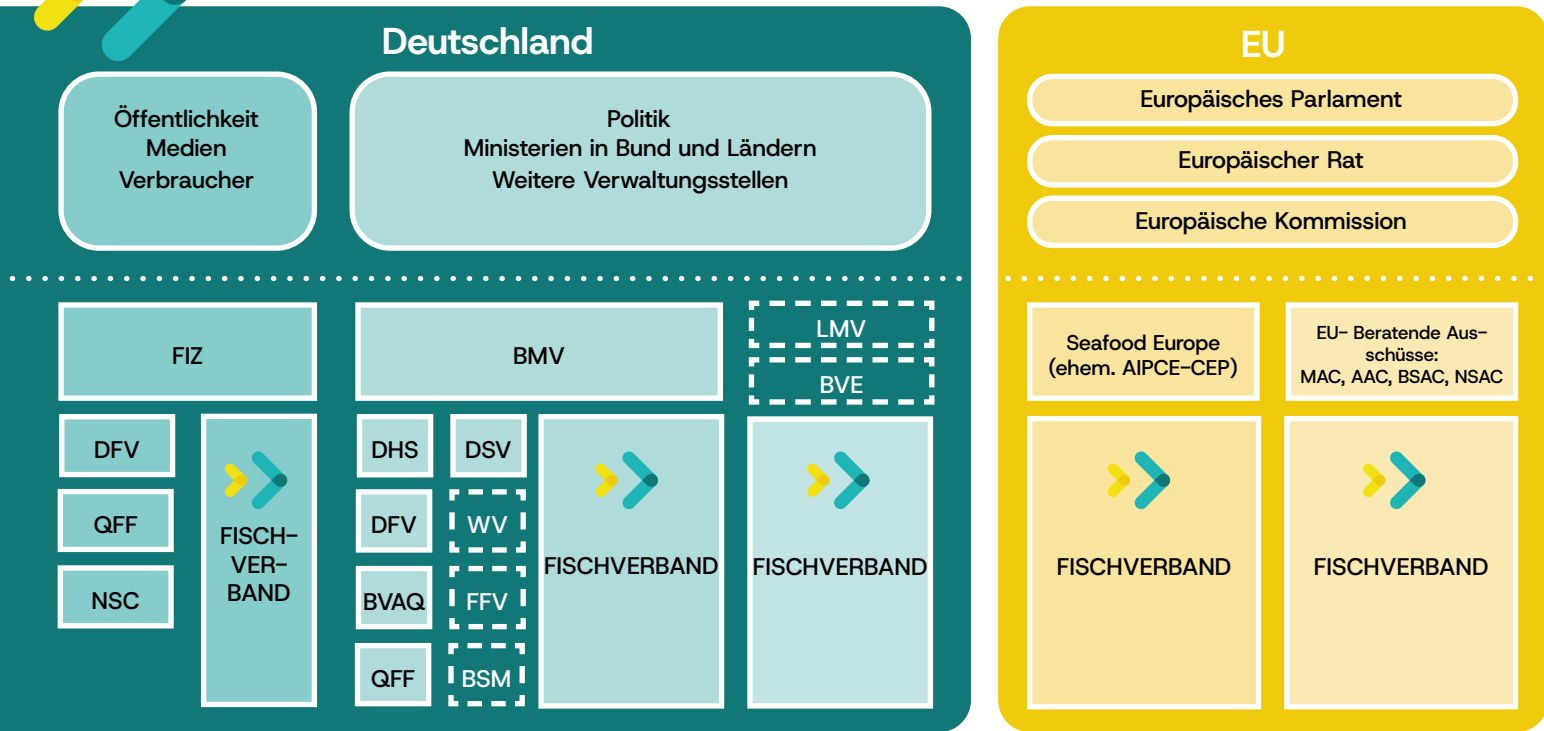 Deutschland
Öffentlichkeit
Medien
Verbraucher
Politik
Ministerien in Bund und Ländern
Weitere Verwaltungsstellen
FIZ
DFV
QFF
NSC
FISCH-
VER-
BAND
BMV
DHS
DSV
DFV
WV
BVAQ
FFV
QFF
BSM
FISCHVERBAND
LMV
BVE
FISCHVERBAND
EU
Europäisches Parlament
Europäischer Rat
Europäische Kommission
Seafood Europe
(ehem. AIPCE-CEP)
FISCHVERBAND
EU- Beratende Aus-
schüsse:
MAC, AAC, BSAC, NSAC
FISCHVERBAND